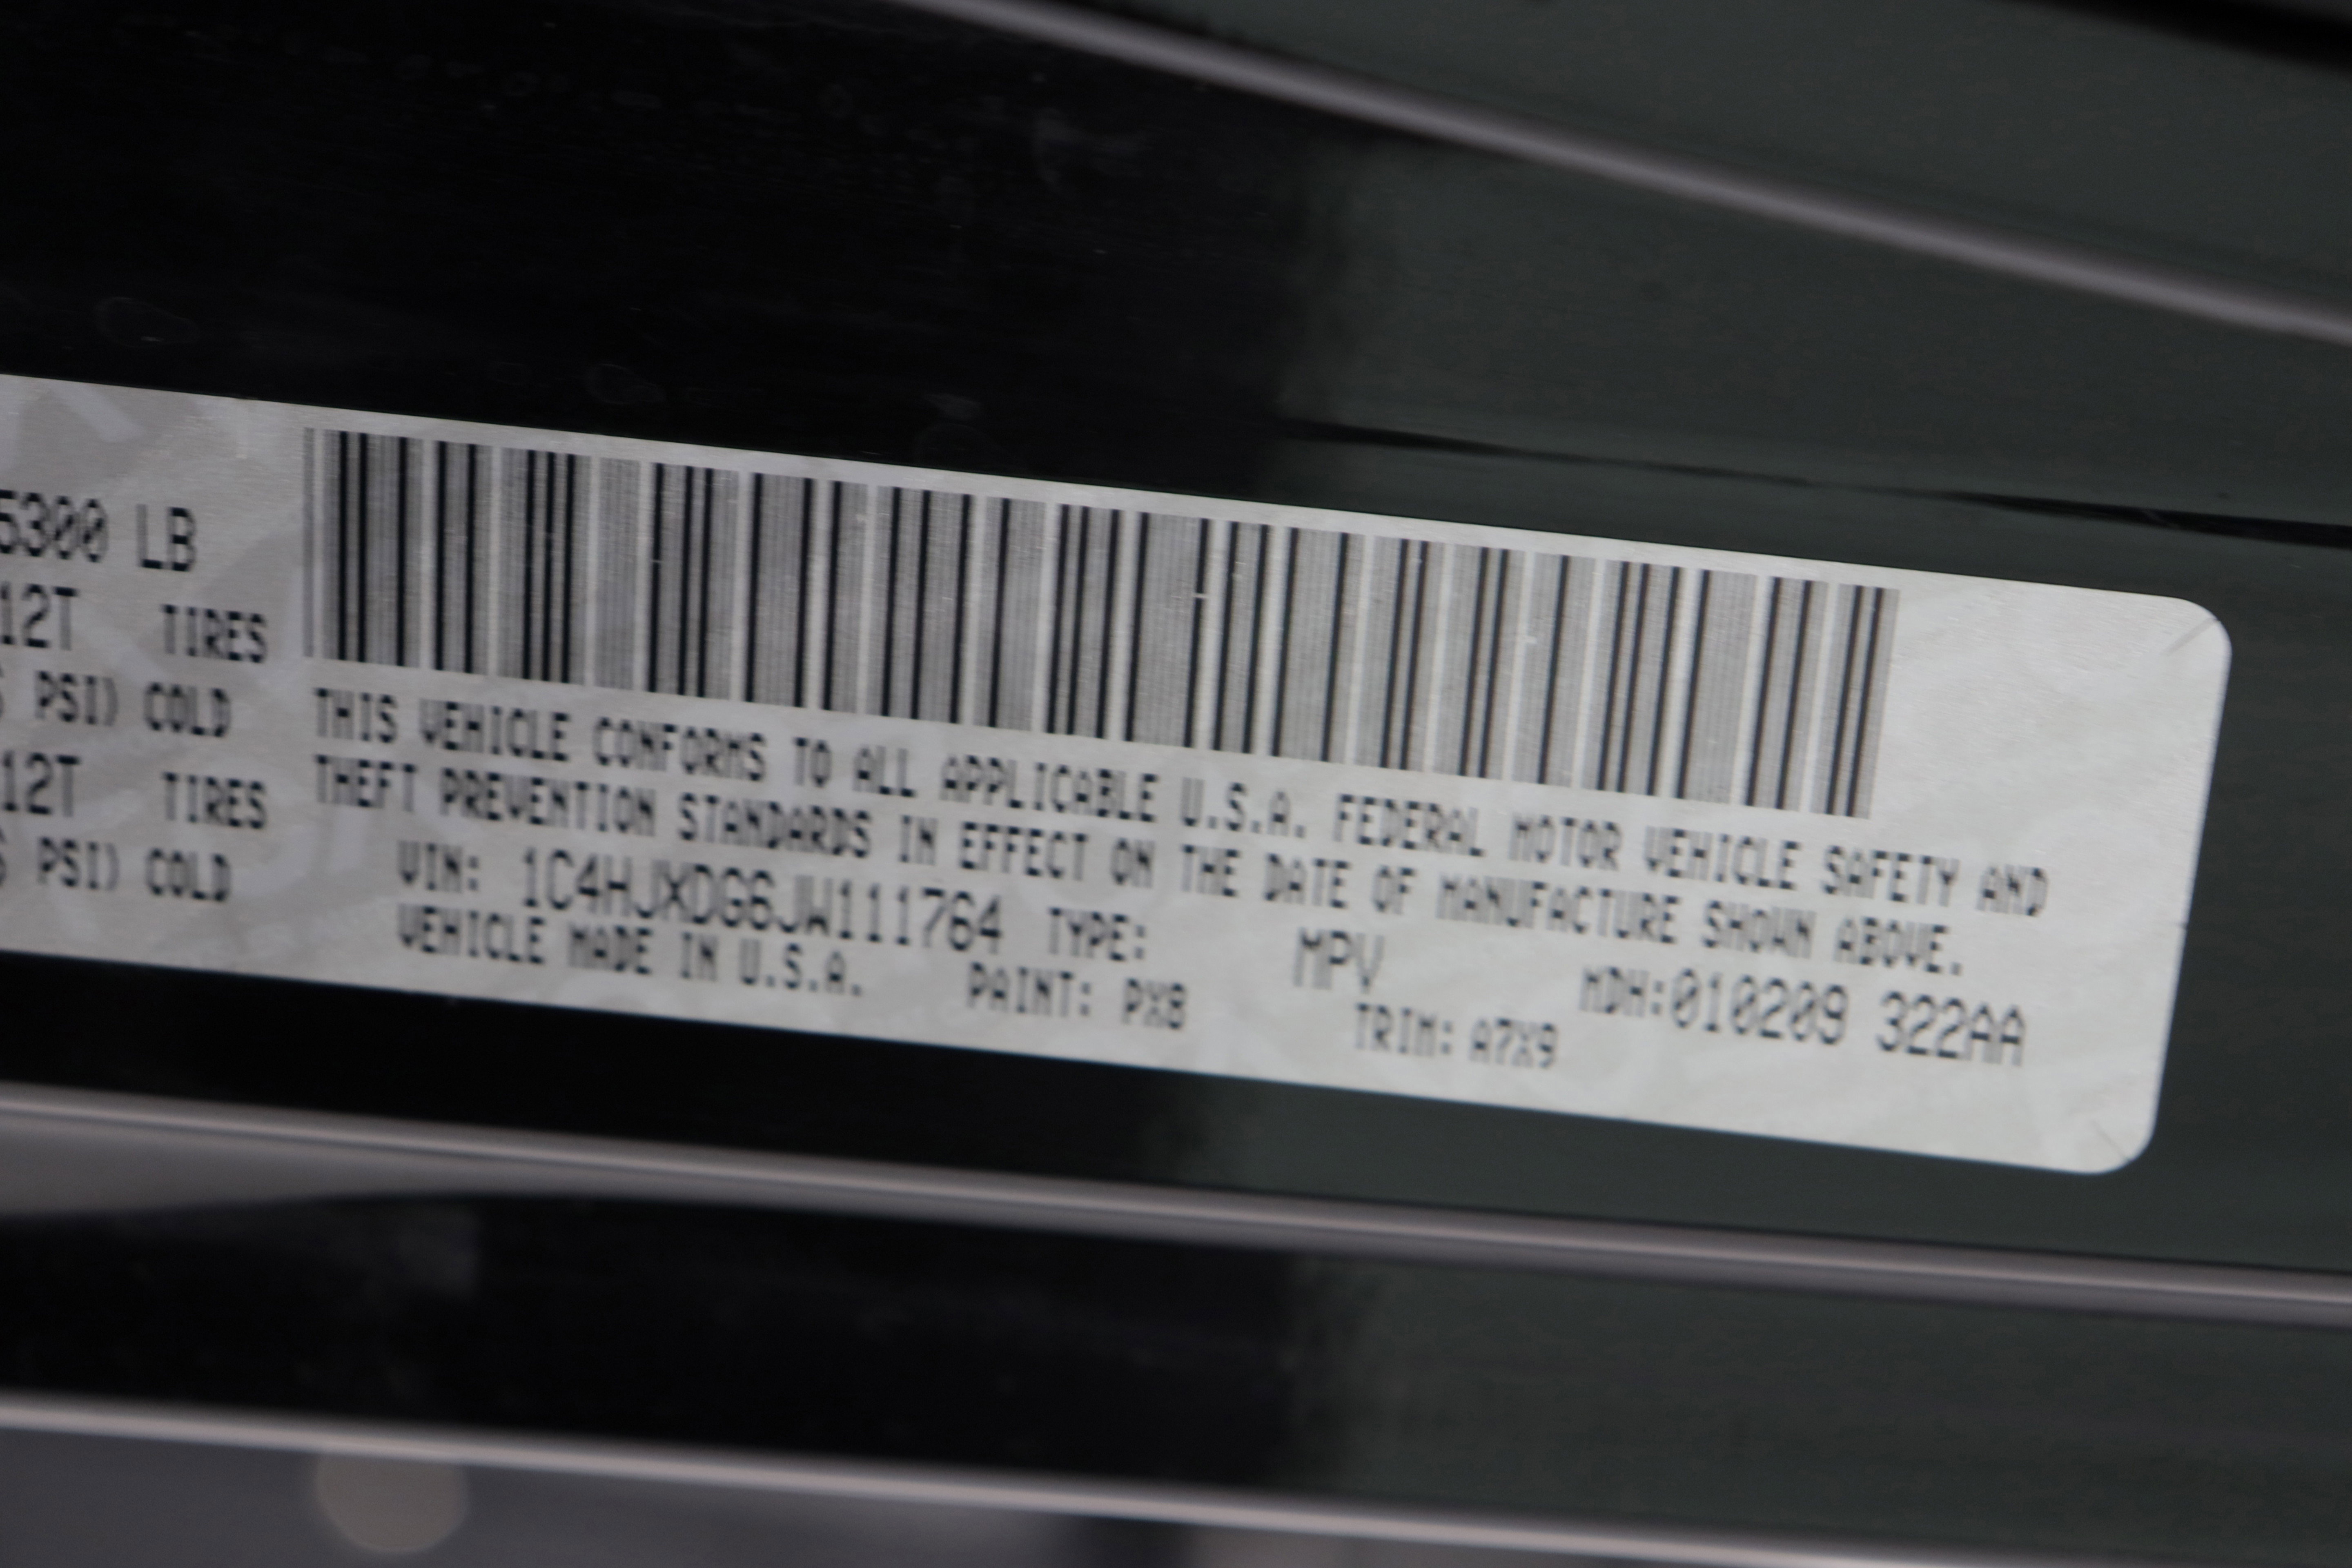 5300 LB
12T TIRES
PSI) COLD
12T TIRES
PSI) COLD
THIS VEHICLE CONFORMS TO ALL APPLICABLE U.S.A. FEDERAL MOTOR VEHICLE SAFETY AND
THEFT PREVENTION STANDARDS IN EFFECT ON THE DATE OF MANUFACTURE SHOWN ABOVE.
VIN: 1C4HJXDG6JW111764 TYPE: MPV MDH:010209 322AA
VEHICLE MADE IN U.S.A. PAINT: PX8 TRIM: A7X9